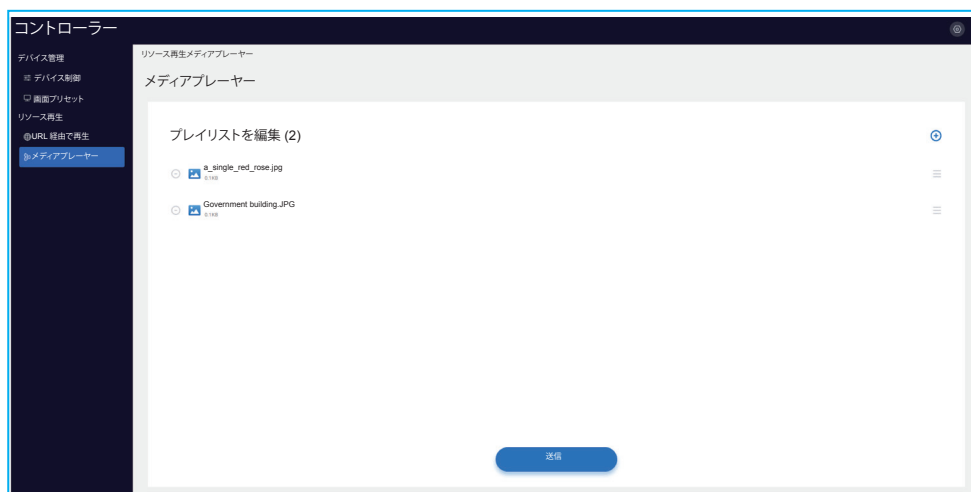 コントローラー
デバイス管理
デバイス制御
画面プリセット
リソース再生
URL 経由で再生
メディアプレーヤー
リソース再生メディアプレーヤー
メディアプレーヤー
プレイリストを編集 (2)
a_single_red_rose.jpg
0.1KB
Government building.JPG
0.1KB
送信